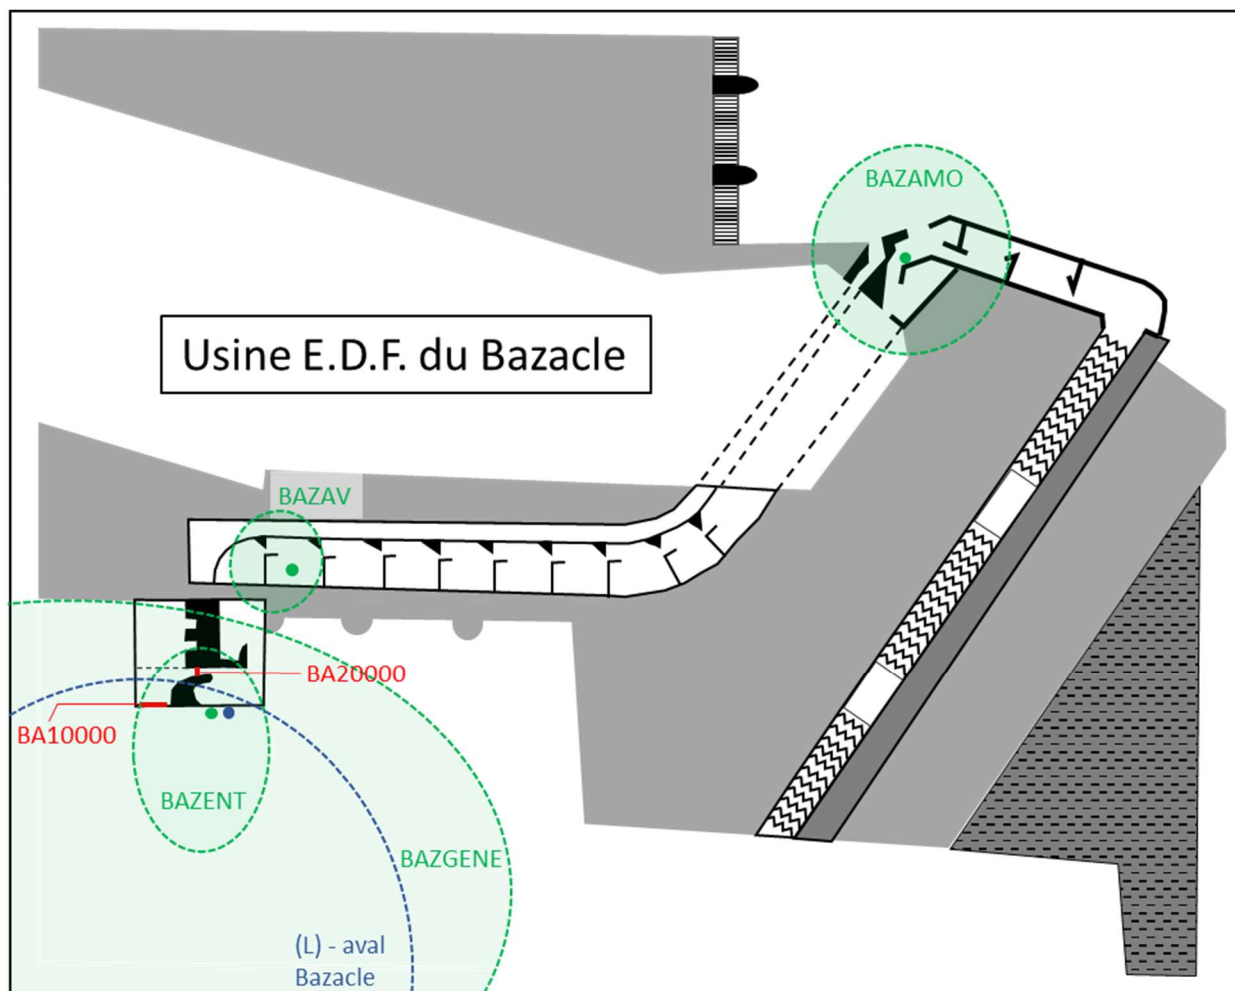 BAZAMO
Usine E.D.F. du Bazacle
BAZAV
BA20000
BA10000
BAZENT
BAZGENE
(L) - aval
Bazacle